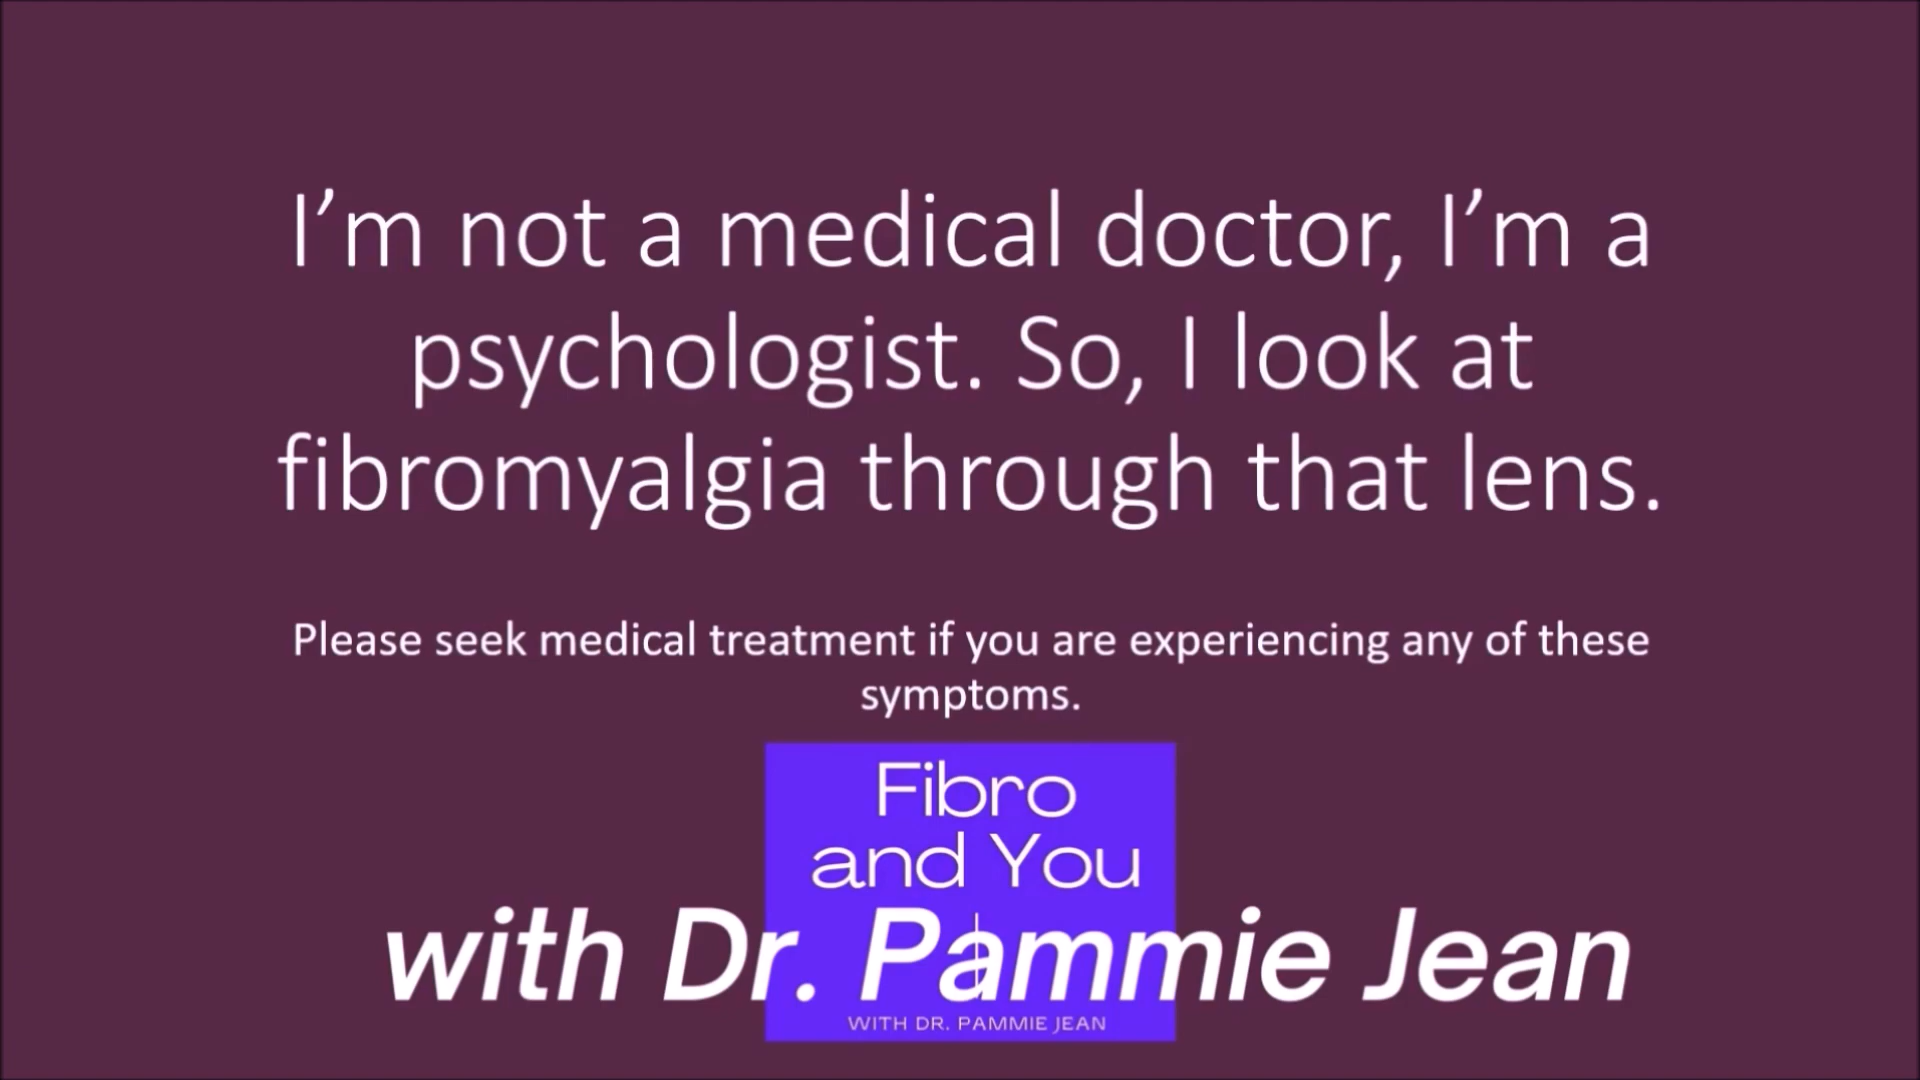 I’m not a medical doctor, I’m a
psychologist. So, I look at
fibromyalgia through that lens.
Please seek medical treatment if you are experiencing any of these
symptoms.
Fibro
and You
with Dr. Pammie Jean
WITH DR. PAMMIE JEAN